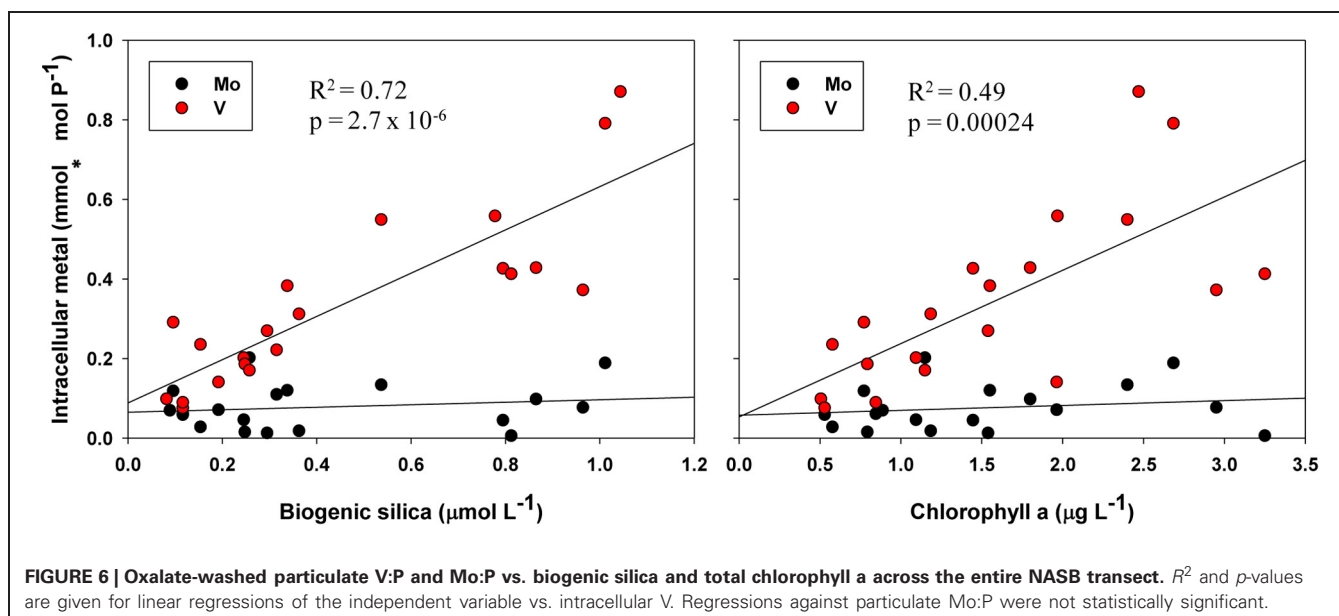 1.0
0.8
0.6
0.4
0.2
0.0
Intracellular metal (mmol * mol P⁻¹)
Mo
V
R² = 0.72
p = 2.7 x 10⁻⁶
0.0 0.2 0.4 0.6 0.8 1.0 1.2
Biogenic silica (μmol L⁻¹)
Mo
V
R² = 0.49
p = 0.00024
0.0 0.5 1.0 1.5 2.0 2.5 3.0 3.5
Chlorophyll a (μg L⁻¹)
FIGURE 6 | Oxalate-washed particulate V:P and Mo:P vs. biogenic silica and total chlorophyll a across the entire NASB transect. R² and p-values
are given for linear regressions of the independent variable vs. intracellular V. Regressions against particulate Mo:P were not statistically significant.